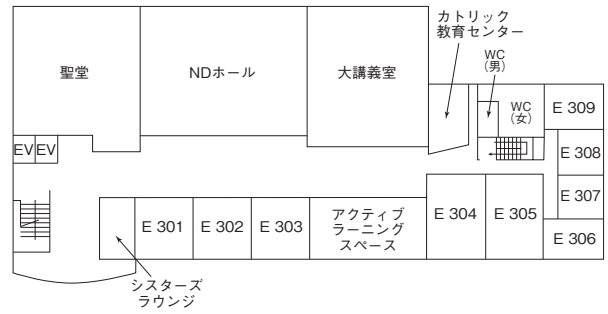 カトリック
教育センター
WC
(男)
聖堂
NDホール
大講義室
WC
(女)
E 309
EV
EV
E 308
E 307
E 301
E 302
E 303
アクティブ
ラーニング
スペース
E 304
E 305
E 306
シスターズ
ラウンジ